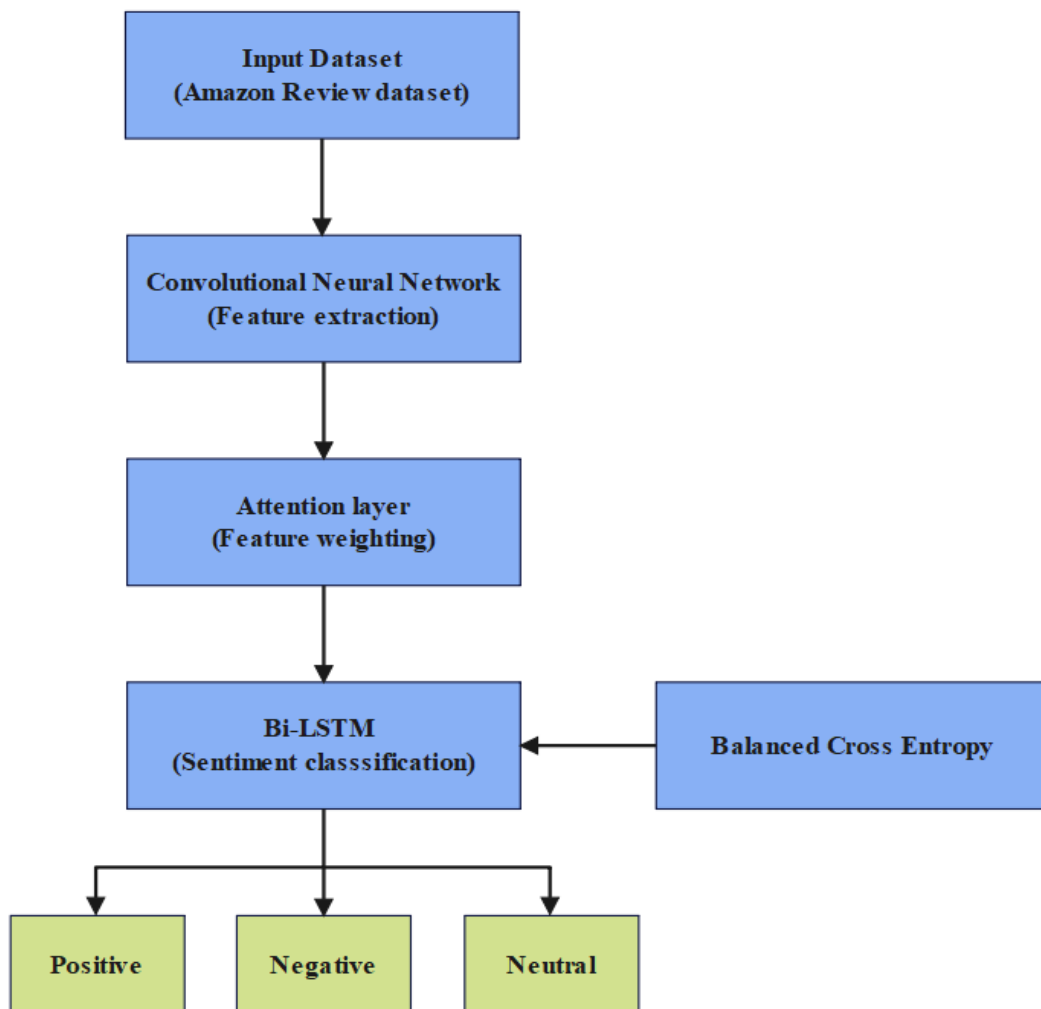 Input Dataset
(Amazon Review dataset)
Convolutional Neural Network
(Feature extraction)
Attention layer
(Feature weighting)
Bi-LSTM
(Sentiment classsification)
Balanced Cross Entropy
Positive
Negative
Neutral